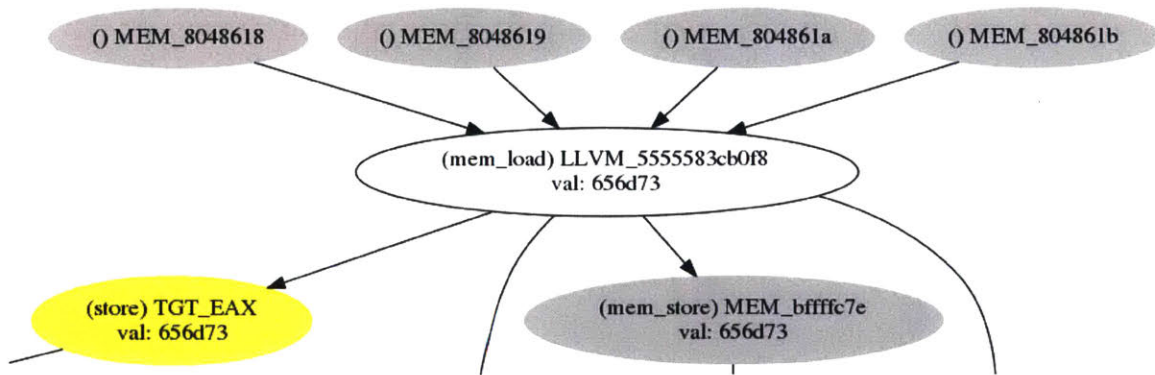 () MEM_8048618
() MEM_8048619
() MEM_804861a
() MEM_804861b
(mem_load) LLVM_5555583cb0f8
val: 656d73
(store) TGT_EAX
val: 656d73
(mem_store) MEM_bffffc7e
val: 656d73